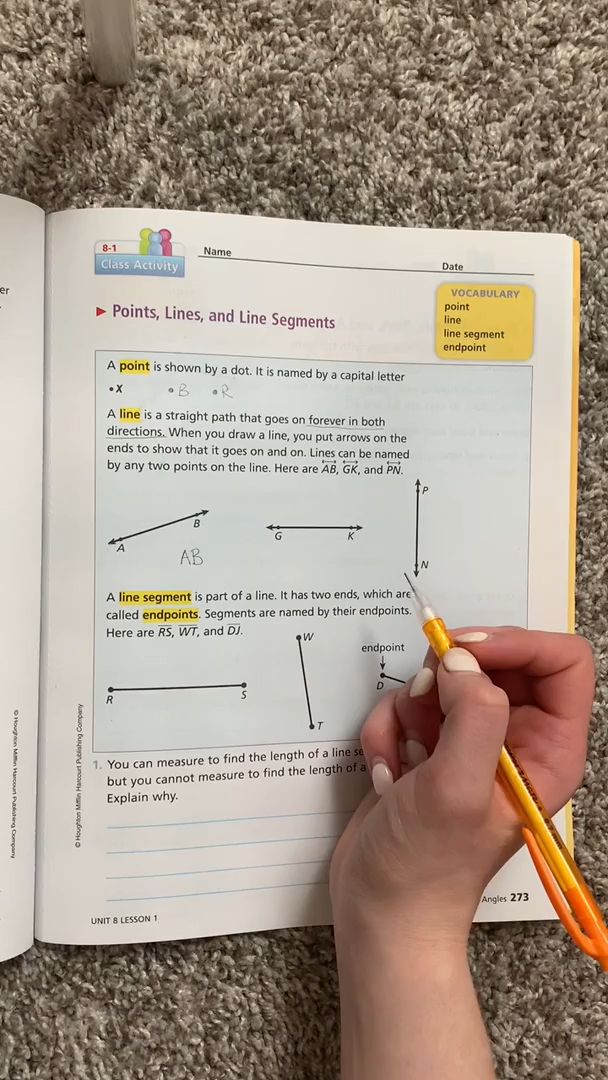 er
8-1
Class Activity
Name
Date
VOCABULARY
point
line
line segment
endpoint
► Points, Lines, and Line Segments
A point is shown by a dot. It is named by a capital letter
•X •B •R
A line is a straight path that goes on forever in both
directions. When you draw a line, you put arrows on the
ends to show that it goes on and on. Lines can be named
by any two points on the line. Here are AB, GK, and PN.
P
B
A
G K
N
AB
A line segment is part of a line. It has two ends, which are
called endpoints. Segments are named by their endpoints.
Here are RS, WT, and DJ.
W
endpoint
D
R S
T
1. You can measure to find the length of a line se
but you cannot measure to find the length of a
Explain why.
UNIT 8 LESSON 1
Angles 273
© Houghton Mifflin Harcourt Publishing Company
© Houghton Mifflin Harcourt Publishing Company